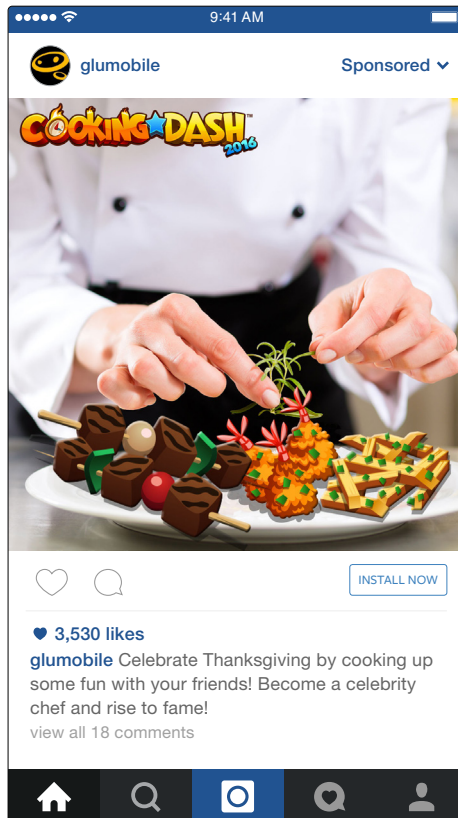 9:41 AM
glumobile
Sponsored
COOKING DASH™
2016
INSTALL NOW
3,530 likes
glumobile Celebrate Thanksgiving by cooking up
some fun with your friends! Become a celebrity
chef and rise to fame!
view all 18 comments